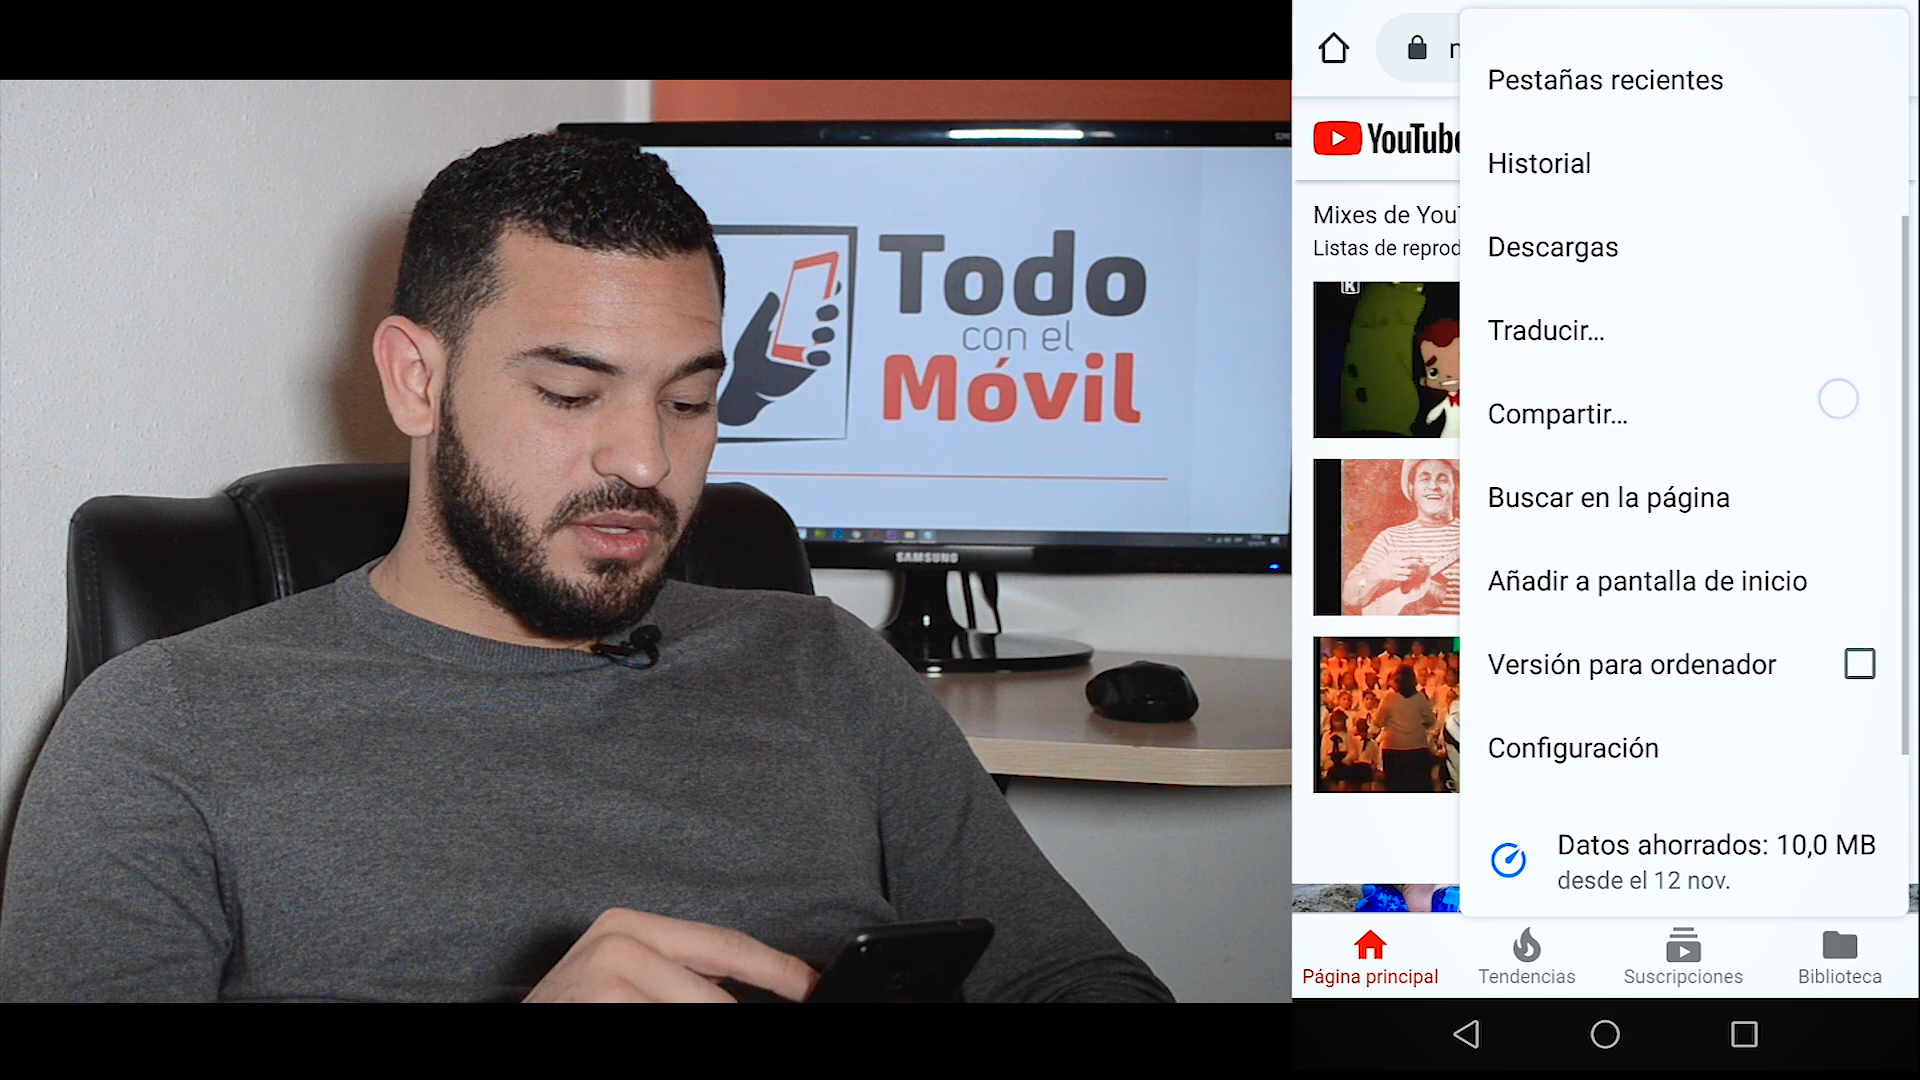 Todo
con el
Móvil
SAMSUNG
YouTube
Mixes de You
Listas de reprod
Pestañas recientes
Historial
Descargas
Traducir...
Compartir...
Buscar en la página
Añadir a pantalla de inicio
Versión para ordenador
Configuración
Datos ahorrados: 10,0 MB
desde el 12 nov.
Página principal
Tendencias
Suscripciones
Biblioteca